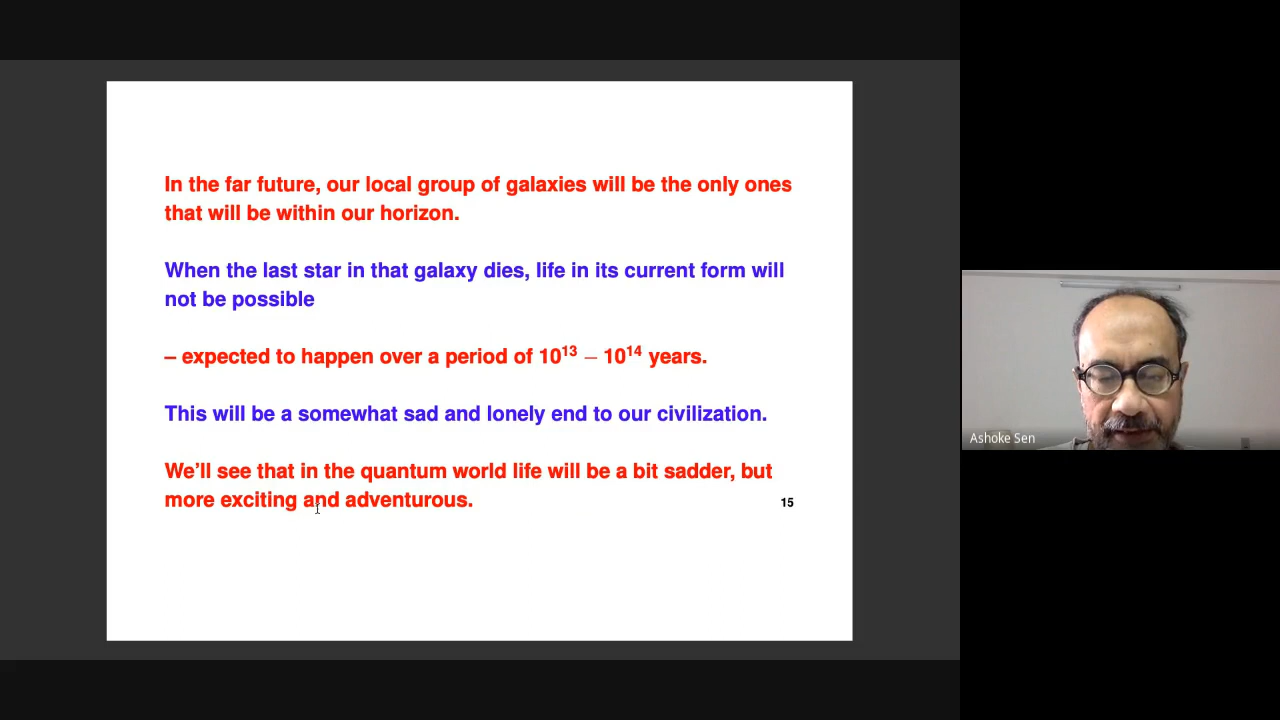 In the far future, our local group of galaxies will be the only ones
that will be within our horizon.
When the last star in that galaxy dies, life in its current form will
not be possible
– expected to happen over a period of 10¹³ – 10¹⁴ years.
This will be a somewhat sad and lonely end to our civilization.
We'll see that in the quantum world life will be a bit sadder, but
more exciting and adventurous.
15
Ashoke Sen